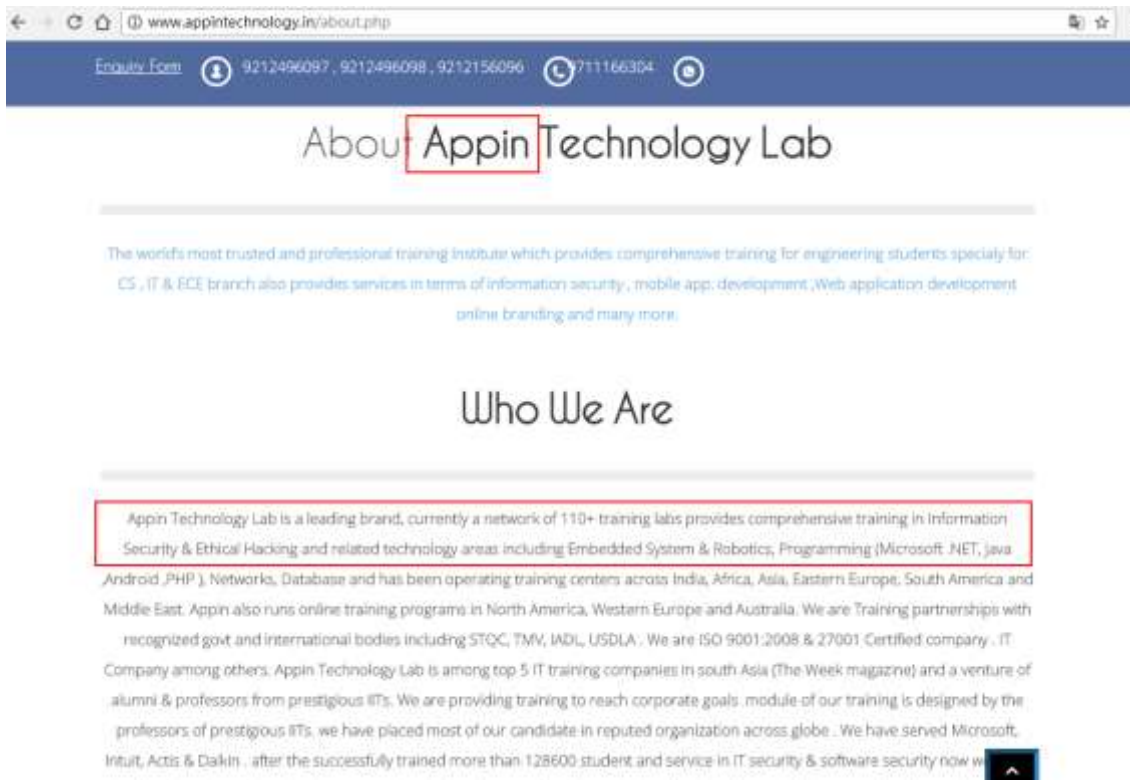 www.appintechnology.in/about.php
Enquiry Form 9212496097 , 9212496098 , 9212156096 9711166304
About Appin Technology Lab
The world's most trusted and professional training Institute which provides comprehensive training for engineering students specialy for
CS , IT & ECE branch also provides services in terms of information security , mobile app. development ,Web application development
online branding and many more.
Who We Are
Appin Technology Lab is a leading brand, currently a network of 110+ training labs provides comprehensive training in Information
Security & Ethical Hacking and related technology areas including Embedded System & Robotics, Programming (Microsoft .NET, Java
,Android ,PHP ), Networks, Database and has been operating training centers across India, Africa, Asia, Eastern Europe, South America and
Middle East. Appin also runs online training programs in North America, Western Europe and Australia. We are Training partnerships with
recognized govt and international bodies including STQC, TMV, IADL, USDLA . We are ISO 9001:2008 & 27001 Certified company . IT
Company among others. Appin Technology Lab is among top 5 IT training companies in south Asia (The Week magazine) and a venture of
alumni & professors from prestigious IITs. We are providing training to reach corporate goals .module of our training is designed by the
professors of prestigious IITs. we have placed most of our candidate in reputed organization across globe . We have served Microsoft,
Intuit, Actis & Daikin . after the successfully trained more than 128600 student and service in IT security & software security now